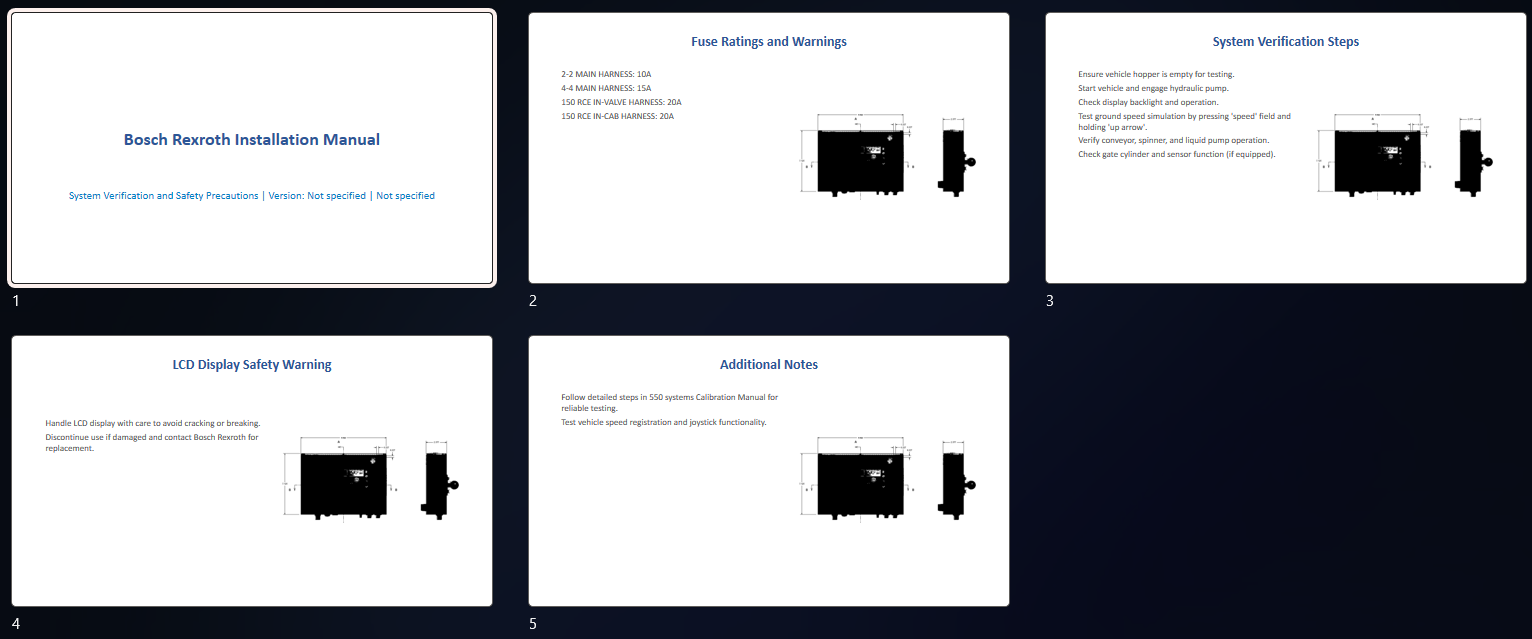 Bosch Rexroth Installation Manual
System Verification and Safety Precautions | Version: Not specified | Not specified
1
Fuse Ratings and Warnings
2-2 MAIN HARNESS: 10A
4-4 MAIN HARNESS: 15A
150 RCE IN-VALVE HARNESS: 20A
150 RCE IN-CAB HARNESS: 20A
2
System Verification Steps
Ensure vehicle hopper is empty for testing.
Start vehicle and engage hydraulic pump.
Check display backlight and operation.
Test ground speed simulation by pressing 'speed' field and
holding 'up arrow'.
Verify conveyor, spinner, and liquid pump operation.
Check gate cylinder and sensor function (if equipped).
3
LCD Display Safety Warning
Handle LCD display with care to avoid cracking or breaking.
Discontinue use if damaged and contact Bosch Rexroth for
replacement.
4
Additional Notes
Follow detailed steps in 550 systems Calibration Manual for
reliable testing.
Test vehicle speed registration and joystick functionality.
5